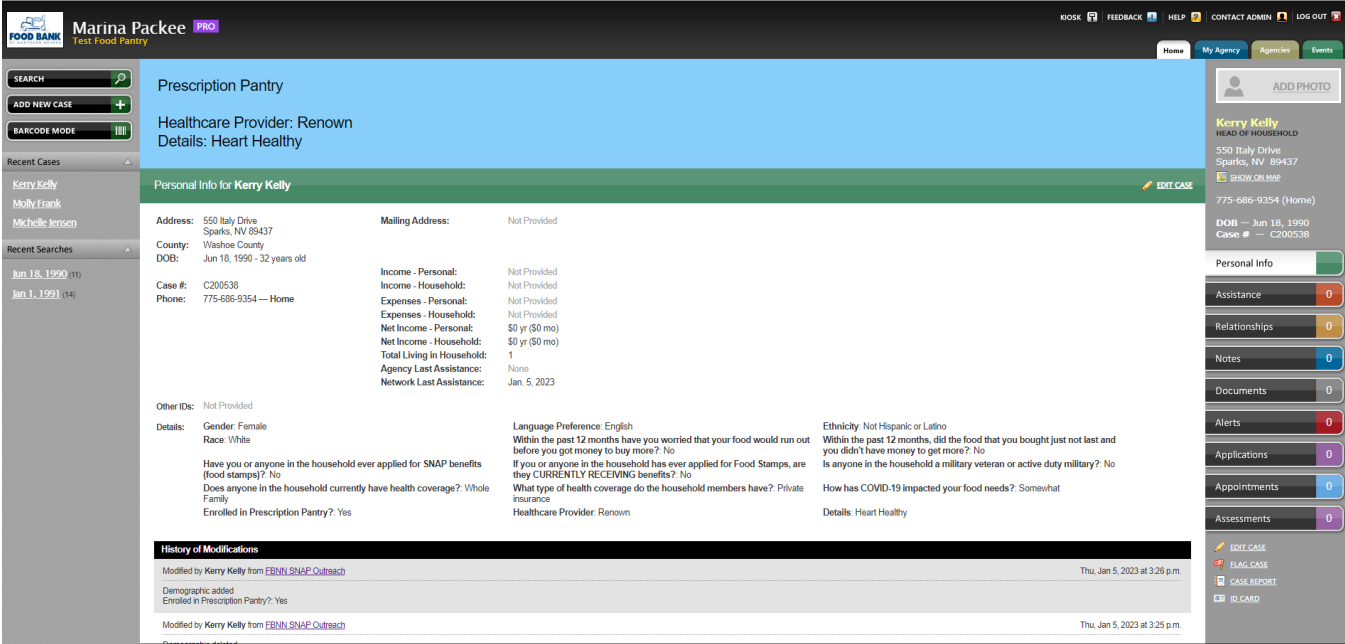 FOOD BANK
OF NORTHERN NEVADA
Marina Packee PRO
Test Food Pantry
KIOSK FEEDBACK HELP CONTACT ADMIN LOG OUT
Home My Agency Agencies Events
SEARCH
ADD NEW CASE
BARCODE MODE
Recent Cases
Kerry Kelly
Molly Frank
Michelle Jensen
Recent Searches
Jun 18, 1990 (11)
Jan 1, 1991 (14)
Prescription Pantry
Healthcare Provider: Renown
Details: Heart Healthy
Personal Info for Kerry Kelly EDIT CASE
Address: 550 Italy Drive
Sparks, NV 89437
County: Washoe County
DOB: Jun 18, 1990 - 32 years old
Case #: C200538
Phone: 775-686-9354 — Home
Mailing Address: Not Provided
Income - Personal: Not Provided
Income - Household: Not Provided
Expenses - Personal: Not Provided
Expenses - Household: Not Provided
Net Income - Personal: $0 yr ($0 mo)
Net Income - Household: $0 yr ($0 mo)
Total Living in Household: 1
Agency Last Assistance: None
Network Last Assistance: Jan. 5, 2023
Other IDs: Not Provided
Details: Gender: Female Language Preference: English Ethnicity: Not Hispanic or Latino
Race: White
Within the past 12 months have you worried that your food would run out
before you got money to buy more?: No
Within the past 12 months, did the food that you bought just not last and
you didn't have money to get more?: No
Have you or anyone in the household ever applied for SNAP benefits
(food stamps)?: No
If you or anyone in the household has ever applied for Food Stamps, are
they CURRENTLY RECEIVING benefits?: No
Is anyone in the household a military veteran or active duty military?: No
Does anyone in the household currently have health coverage?: Whole
Family
What type of health coverage do the household members have?: Private
insurance
How has COVID-19 impacted your food needs?: Somewhat
Enrolled in Prescription Pantry?: Yes Healthcare Provider: Renown Details: Heart Healthy
History of Modifications
Modified by Kerry Kelly from FBNN SNAP Outreach Thu, Jan 5, 2023 at 3:26 p.m.
Demographic added
Enrolled in Prescription Pantry?: Yes
Modified by Kerry Kelly from FBNN SNAP Outreach Thu, Jan 5, 2023 at 3:25 p.m.
Demographic deleted
ADD PHOTO
Kerry Kelly
HEAD OF HOUSEHOLD
550 Italy Drive
Sparks, NV 89437
SHOW ON MAP
775-686-9354 (Home)
DOB — Jun 18, 1990
Case # — C200538
Personal Info
Assistance 0
Relationships 0
Notes 0
Documents 0
Alerts 0
Applications 0
Appointments 0
Assessments 0
EDIT CASE
FLAG CASE
CASE REPORT
ID CARD